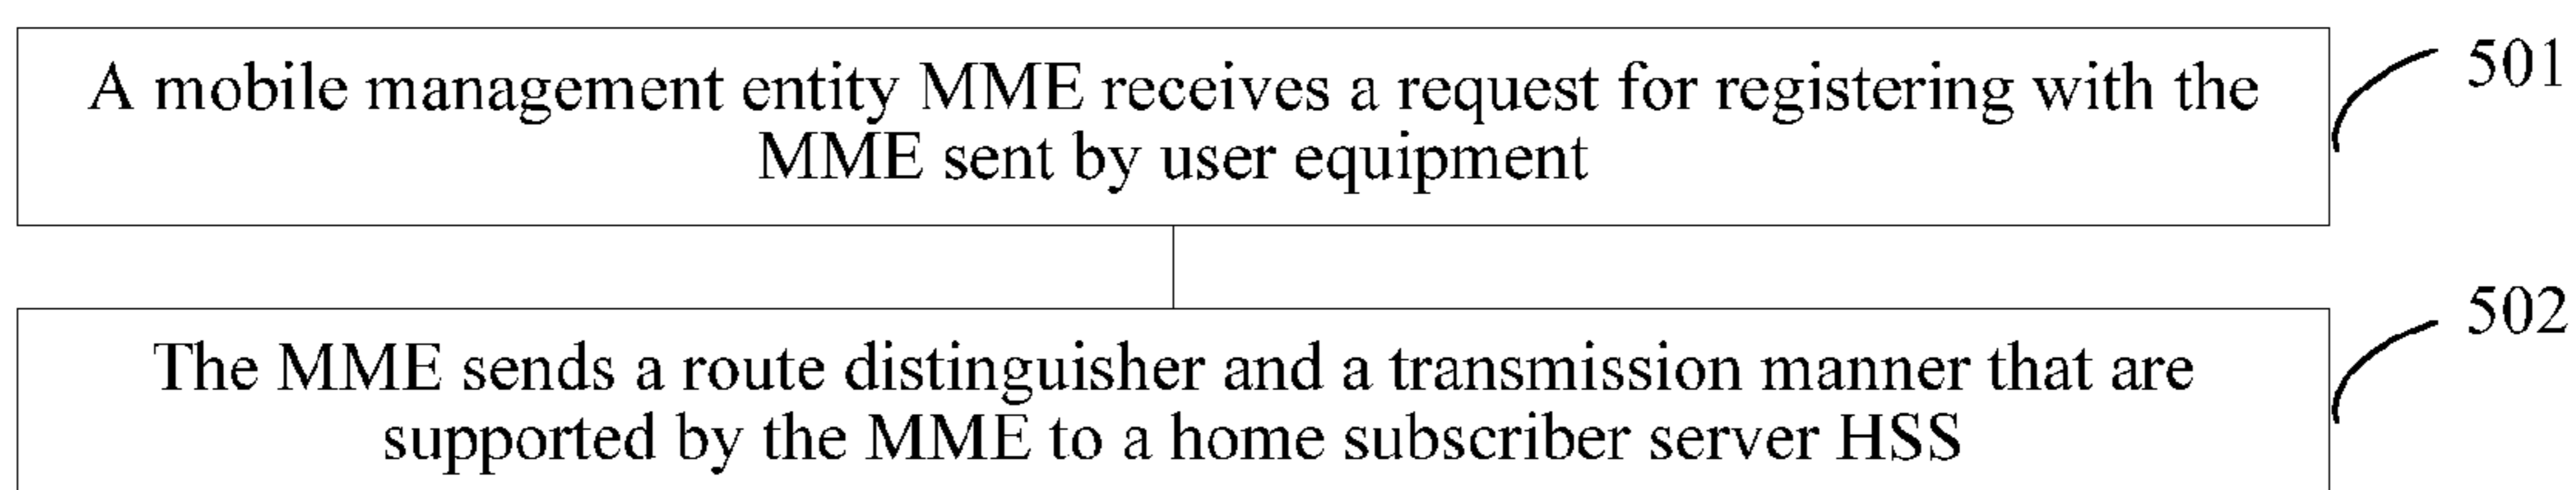 A mobile management entity MME receives a request for registering with the
MME sent by user equipment
501
The MME sends a route distinguisher and a transmission manner that are
supported by the MME to a home subscriber server HSS
502